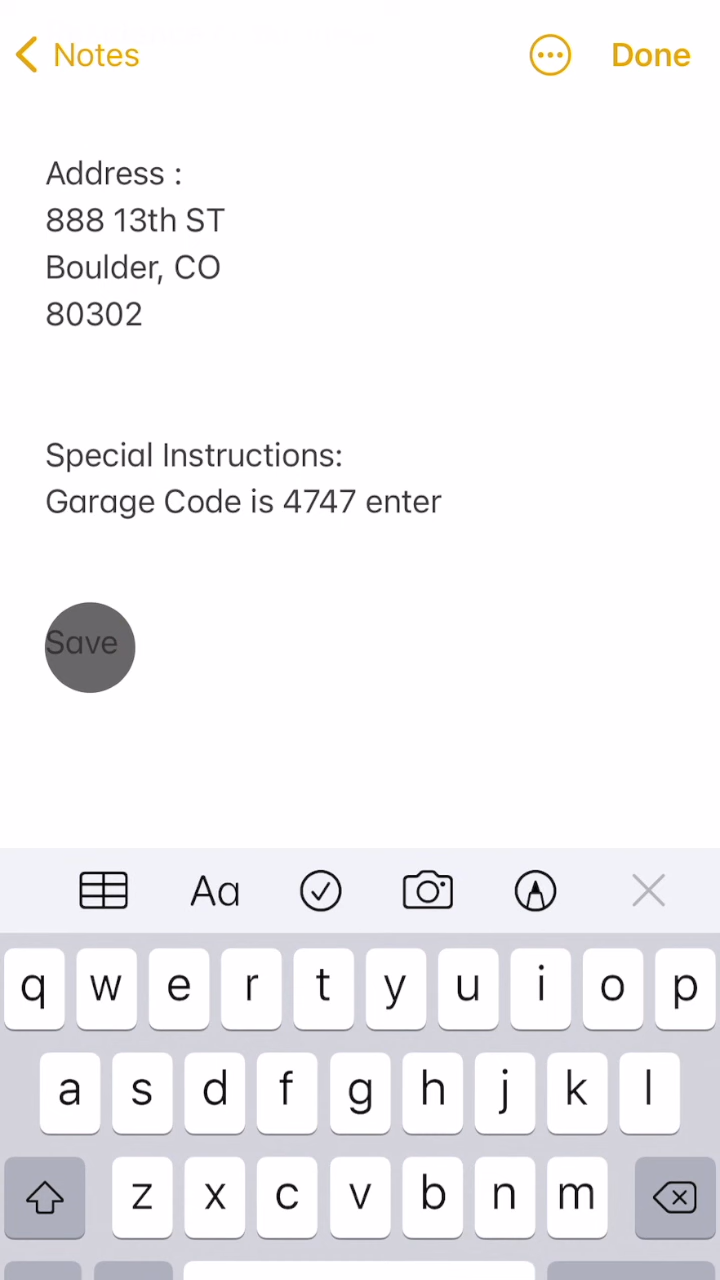 Notes
Done
Address :
888 13th ST
Boulder, CO
80302
Special Instructions:
Garage Code is 4747 enter
Save
Aa
q w e r t y u i o p
a s d f g h j k l
z x c v b n m